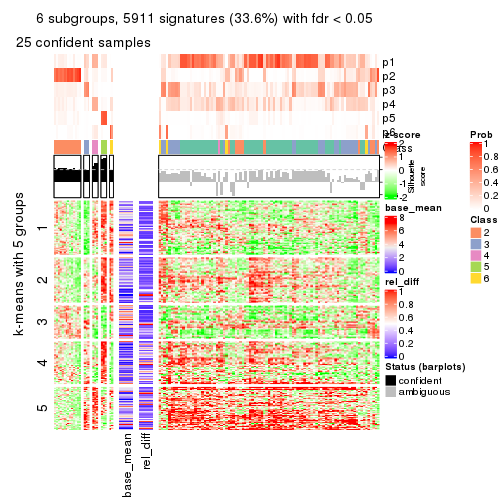 6 subgroups, 5911 signatures (33.6%) with fdr < 0.05
25 confident samples
p1
p2
p3
p4
p5
p6
Class
z-score
2
1
0
-1
-2
Silhouette
score
k-means with 5 groups
1
2
3
4
5
base_mean
rel_diff
base_mean
8
6
4
2
0
rel_diff
1
0.8
0.6
0.4
0.2
0
Status (barplots)
confident
ambiguous
Prob
1
0.8
0.6
0.4
0.2
0
Class
2
3
4
5
6